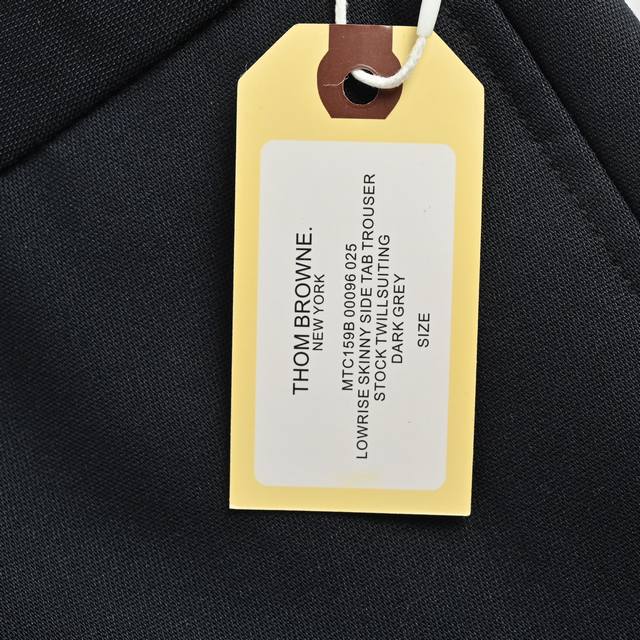 THOM BROWNE.
NEW YORK
MTC159B 00096 025
LOWRISE SKINNY SIDE TAB TROUSER
STOCK TWILLSUITING
DARK GREY
SIZE